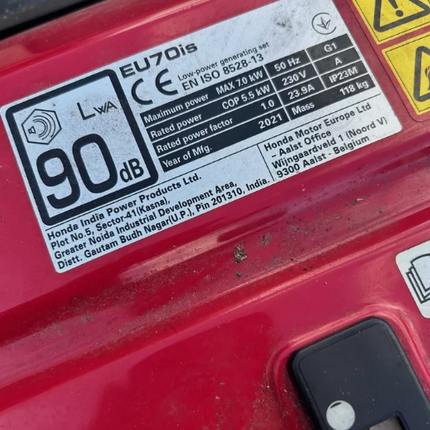 EU70is
CE Low-power generating set
EN ISO 8528-13
Maximum power MAX 7.0 kW 50 Hz G1
Rated power COP 5.5 kW 230 V A
Rated power factor 1.0 23.9A IP23M
Year of Mfg. 2021 Mass 118 kg
LWA
90dB
Honda India Power Products Ltd.
Plot No.5, Sector-41(Kasna),
Greater Noida Industrial Development Area,
Distt. Gautam Budh Nagar(U.P.), Pin 201310, India.
Honda Motor Europe Ltd
- Aalst Office
Wijngaardveld 1 (Noord V)
9300 Aalst - Belgium